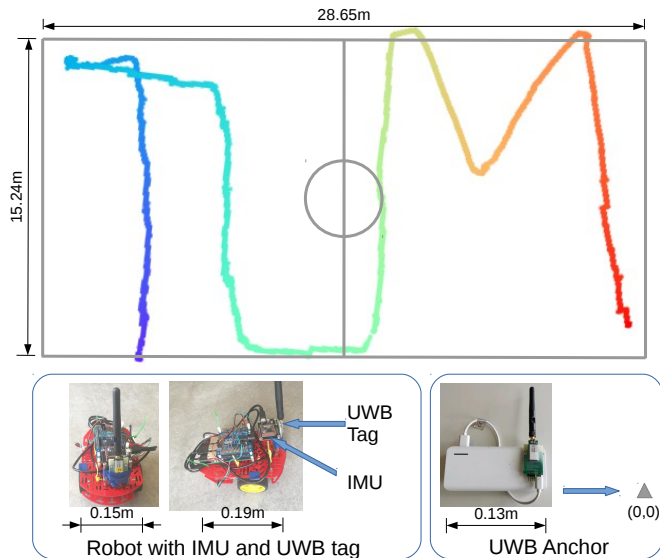 28.65m
15.24m
UWB
Tag
IMU
0.15m
0.19m
Robot with IMU and UWB tag
0.13m
(0,0)
UWB Anchor